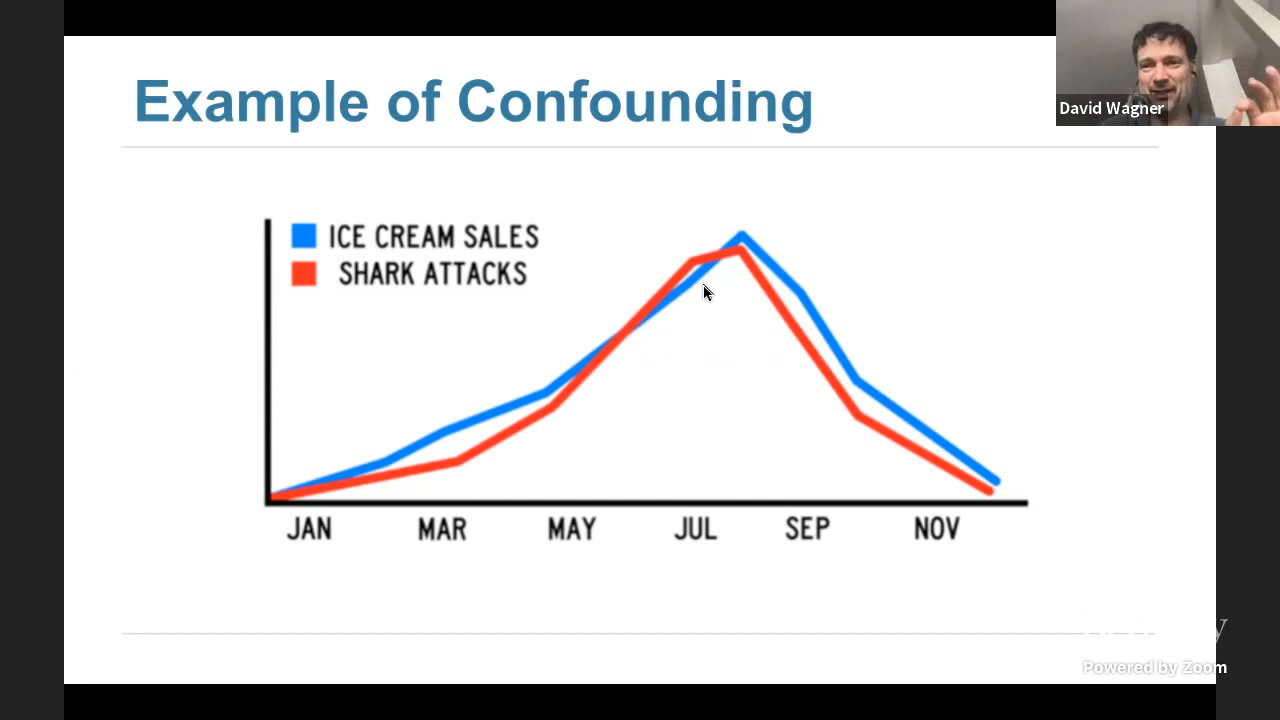 Example of Confounding
David Wagner
ICE CREAM SALES
SHARK ATTACKS
JAN MAR MAY JUL SEP NOV
Powered by Zoom